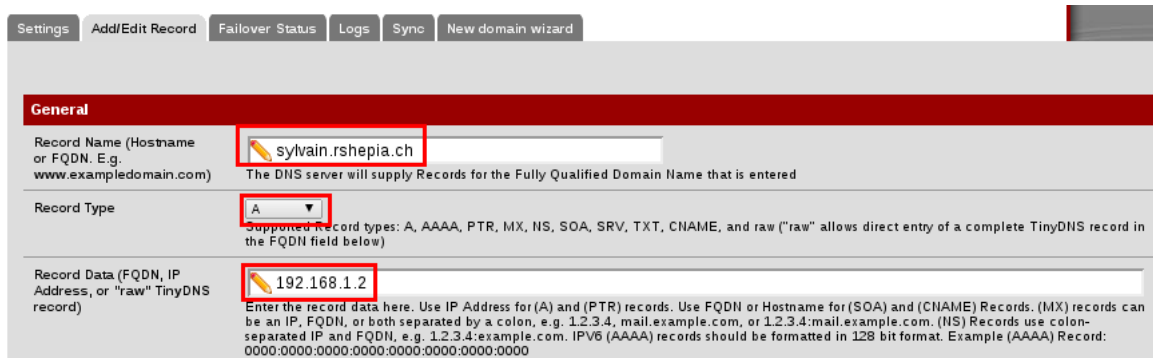 Settings Add/Edit Record Failover Status Logs Sync New domain wizard
General
Record Name (Hostname
or FQDN. E.g.
www.exampledomain.com)
sylvain.rshepia.ch
The DNS server will supply Records for the Fully Qualified Domain Name that is entered
Record Type
A
Supported Record types: A, AAAA, PTR, MX, NS, SOA, SRV, TXT, CNAME, and raw ("raw" allows direct entry of a complete TinyDNS record in
the FQDN field below)
Record Data (FQDN, IP
Address, or "raw" TinyDNS
record)
192.168.1.2
Enter the record data here. Use IP Address for (A) and (PTR) records. Use FQDN or Hostname for (SOA) and (CNAME) Records. (MX) records can
be an IP, FQDN, or both separated by a colon, e.g. 1.2.3.4, mail.example.com, or 1.2.3.4:mail.example.com. (NS) Records use colon-
separated IP and FQDN, e.g. 1.2.3.4:example.com. IPV6 (AAAA) records should be formatted in 128 bit format. Example (AAAA) Record:
0000:0000:0000:0000:0000:0000:0000:0000